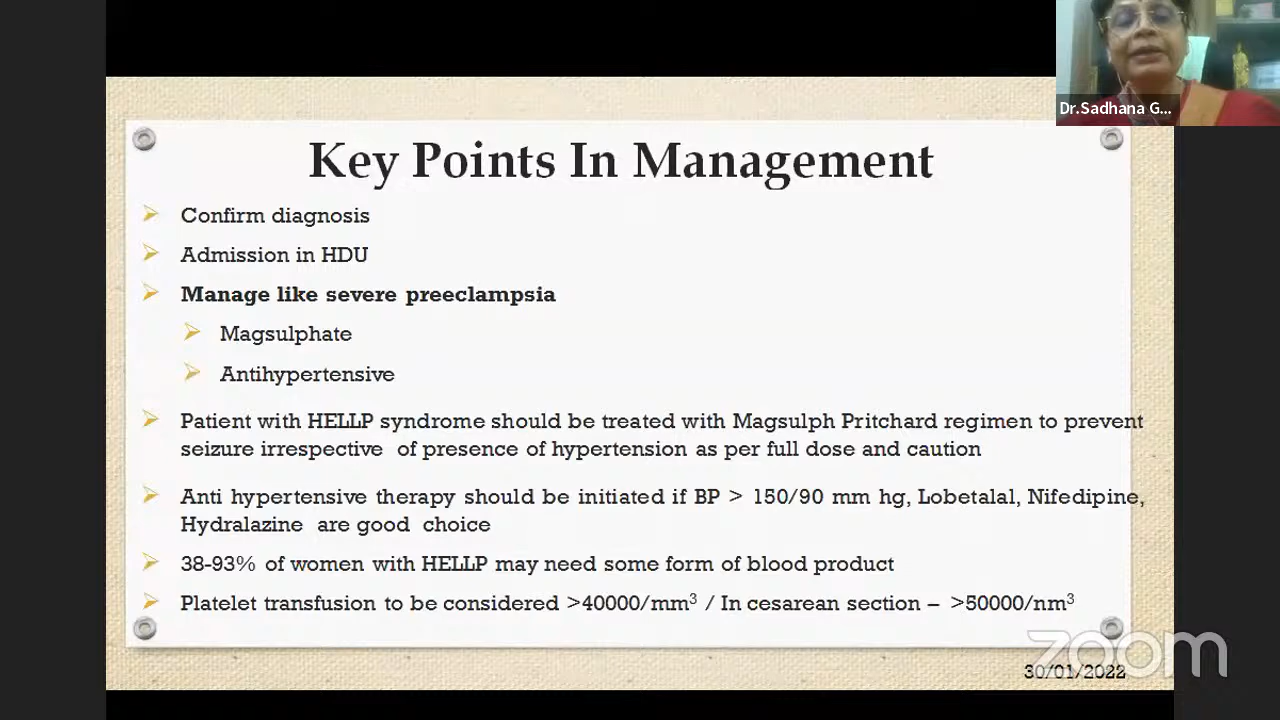 Dr.Sadhana G...
Key Points In Management
Confirm diagnosis
Admission in HDU
Manage like severe preeclampsia
Magsulphate
Antihypertensive
Patient with HELLP syndrome should be treated with Magsulph Pritchard regimen to prevent
seizure irrespective of presence of hypertension as per full dose and caution
Anti hypertensive therapy should be initiated if BP > 150/90 mm hg, Lobetalal, Nifedipine,
Hydralazine are good choice
38-93% of women with HELLP may need some form of blood product
Platelet transfusion to be considered >40000/mm³ / In cesarean section – >50000/nm³
zoom
30/01/2022